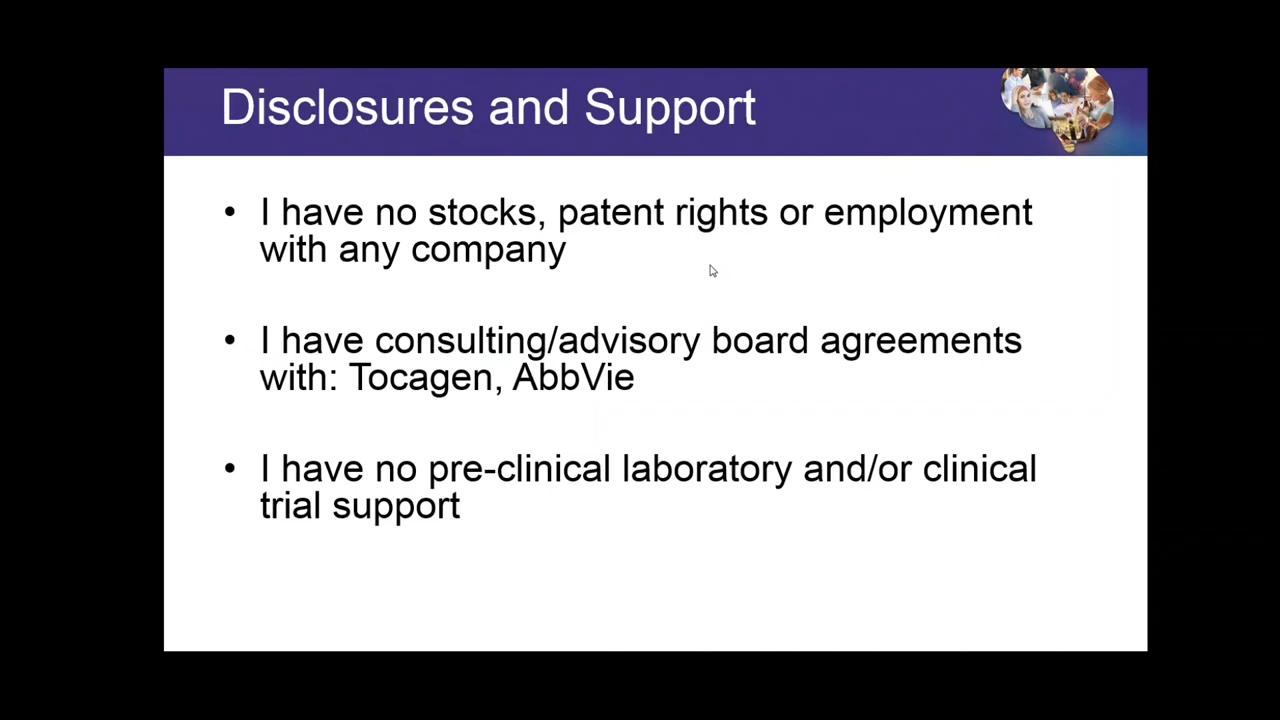 Disclosures and Support
• I have no stocks, patent rights or employment
with any company
• I have consulting/advisory board agreements
with: Tocagen, AbbVie
• I have no pre-clinical laboratory and/or clinical
trial support